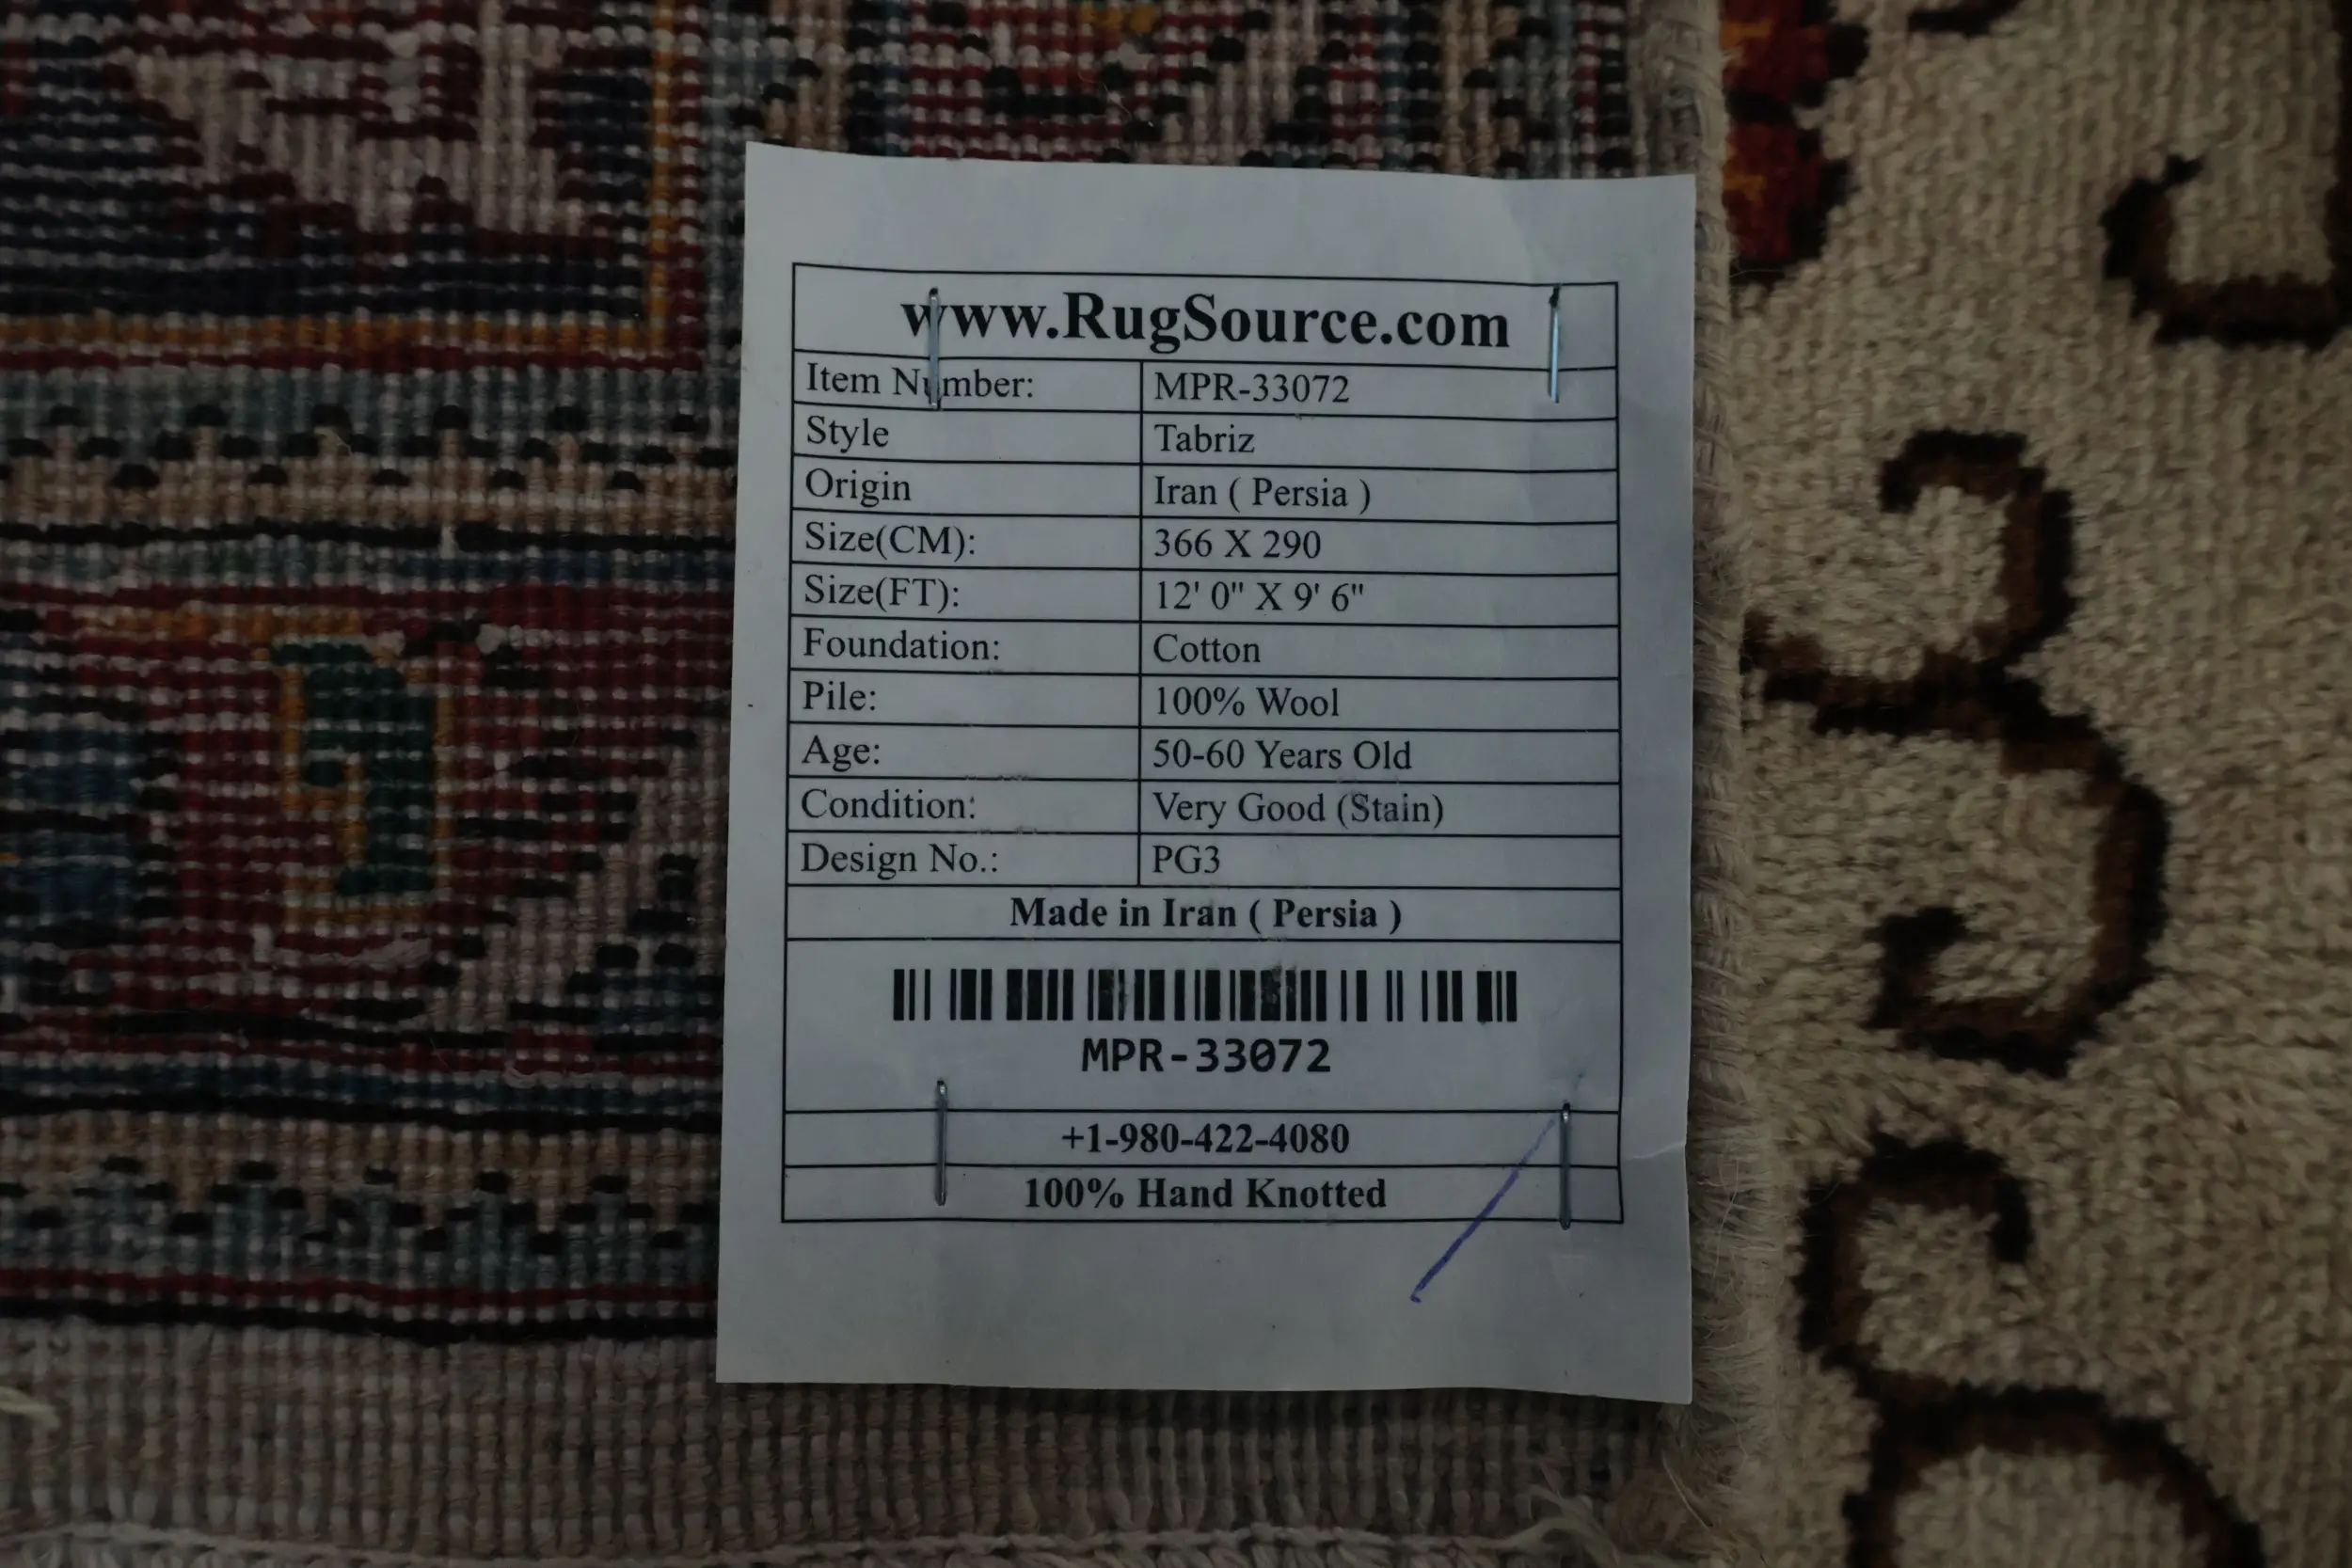 www.RugSource.com
Item Number: MPR-33072
Style Tabriz
Origin Iran ( Persia )
Size(CM): 366 X 290
Size(FT): 12' 0" X 9' 6"
Foundation: Cotton
Pile: 100% Wool
Age: 50-60 Years Old
Condition: Very Good (Stain)
Design No.: PG3
Made in Iran ( Persia )
MPR-33072
+1-980-422-4080
100% Hand Knotted